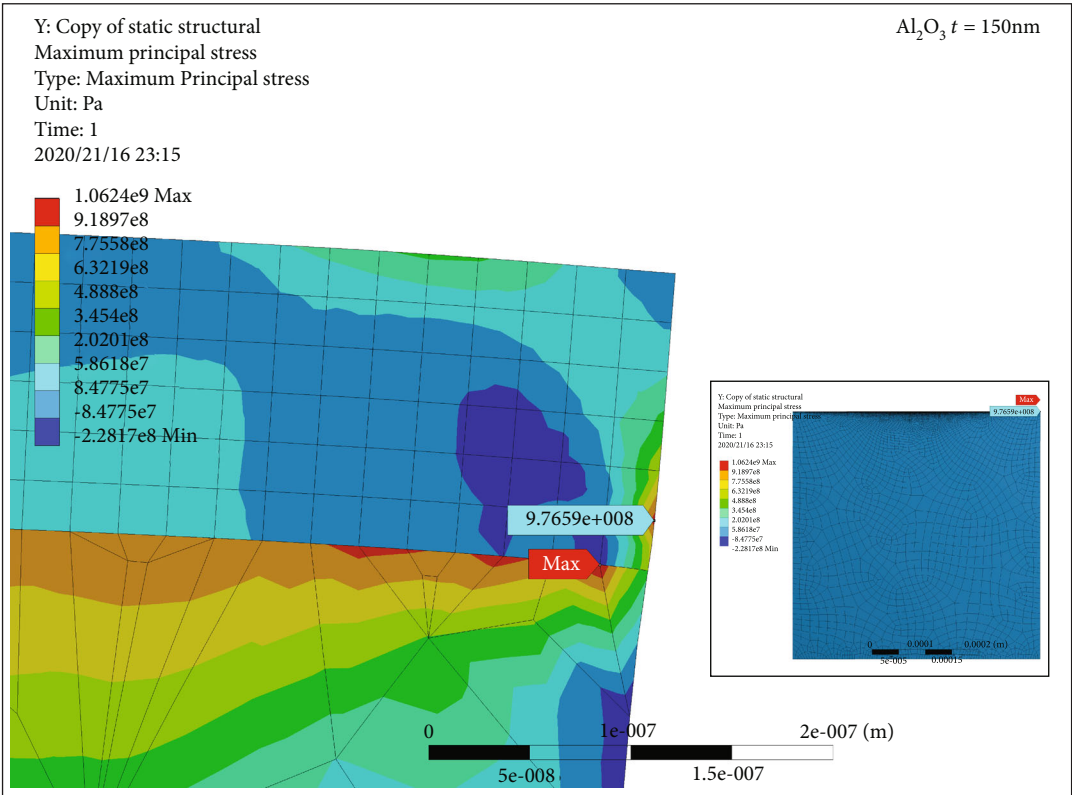 Y: Copy of static structural
Maximum principal stress
Type: Maximum Principal stress
Unit: Pa
Time: 1
2020/21/16 23:15
Al₂O₃ t = 150nm
1.0624e9 Max
9.1897e8
7.7558e8
6.3219e8
4.888e8
3.454e8
2.0201e8
5.8618e7
8.4775e7
-8.4775e7
-2.2817e8 Min
9.7659e+008
Max
0 1e-007 2e-007 (m)
5e-008 1.5e-007
Y: Copy of static structural
Maximum principal stress
Type: Maximum principal stress
Unit: Pa
Time: 1
2020/21/16 23:15
Max
9.7659e+008
1.0624e9 Max
9.1897e8
7.7558e8
6.3219e8
4.888e8
3.454e8
2.0201e8
5.8618e7
-8.4775e7
-2.2817e8 Min
0 0.0001 0.0002 (m)
5e-005 0.00015